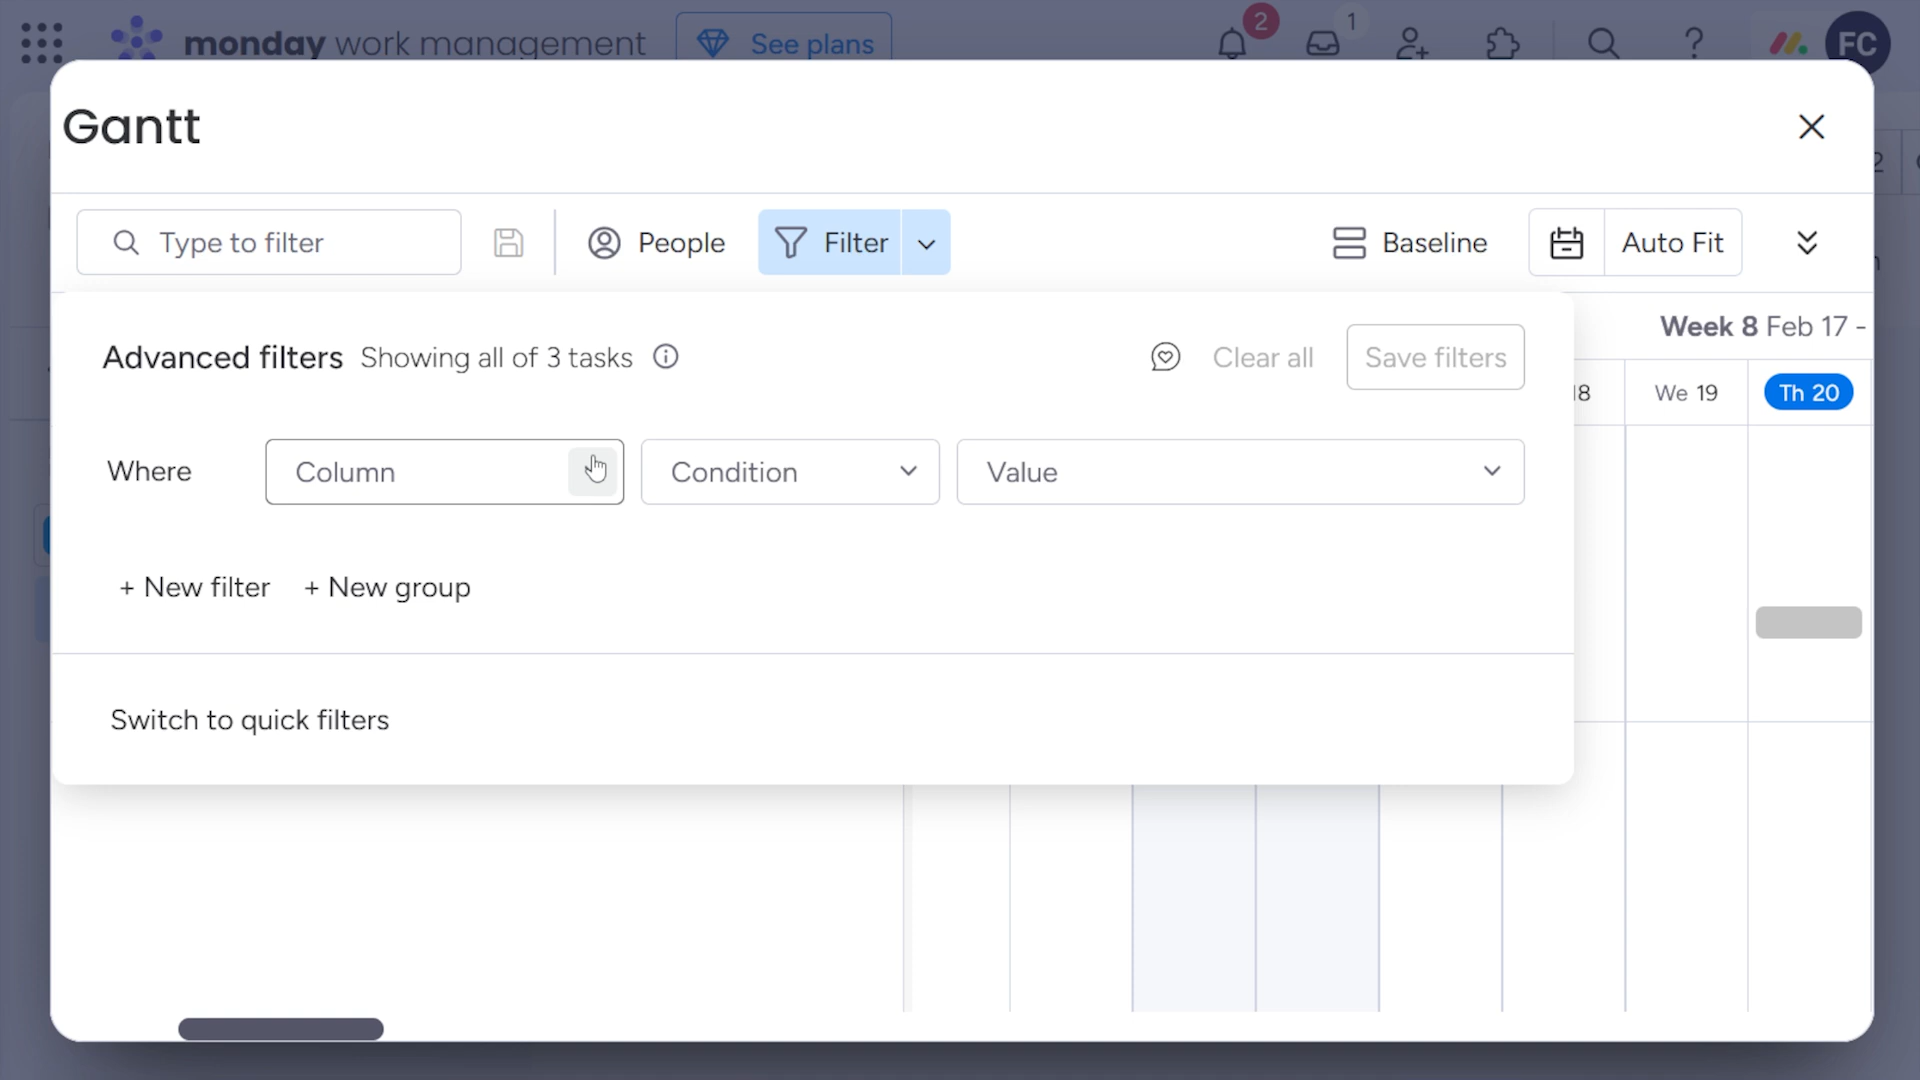 monday work management
See plans
2
1
FC
Gantt
Type to filter
People
Filter
Baseline
Auto Fit
Advanced filters Showing all of 3 tasks
Clear all
Save filters
Week 8 Feb 17 -
18
We 19
Th 20
Where
Column
Condition
Value
+ New filter
+ New group
Switch to quick filters